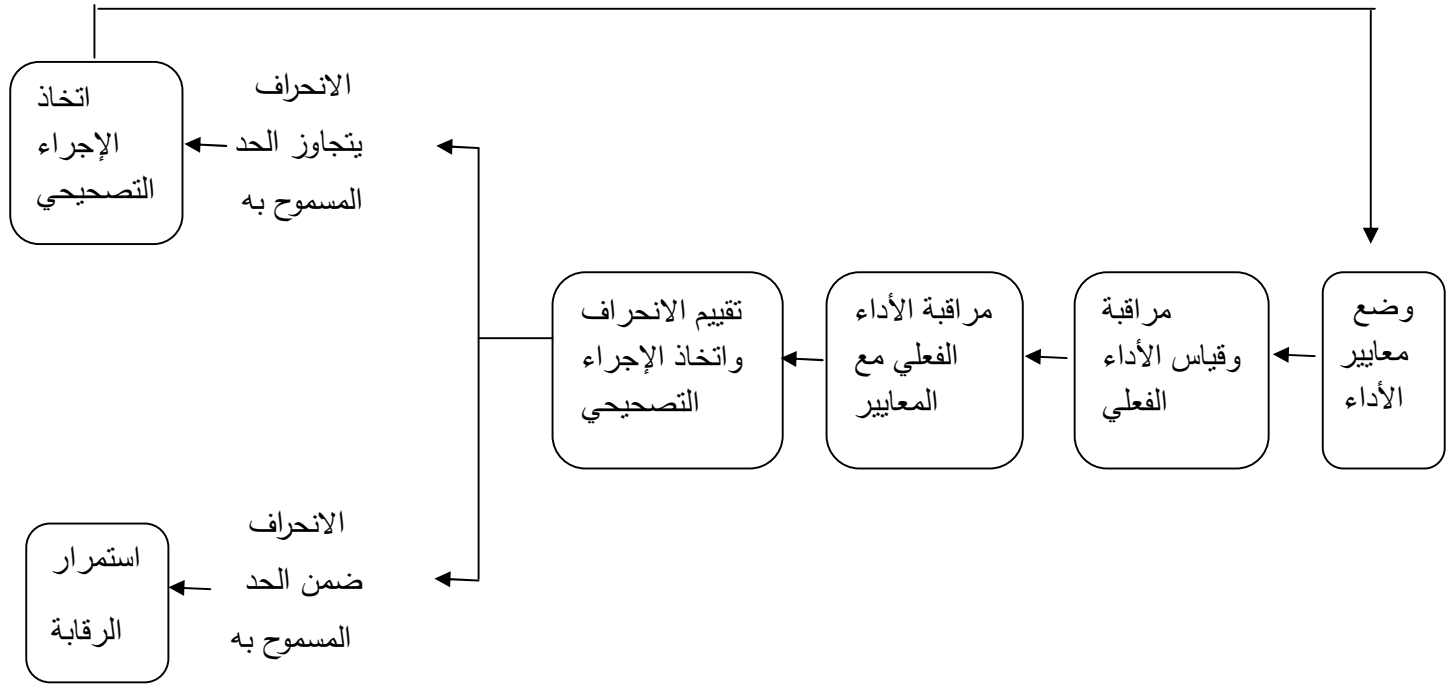 اتخاذ
الإجراء
التصحيحي
الانحراف
يتجاوز الحد
المسموح به
وضع
معايير
الأداء
مراقبة
وقياس الأداء
الفعلي
مراقبة الأداء
الفعلي مع
المعايير
تقييم الانحراف
واتخاذ الإجراء
التصحيحي
الانحراف
ضمن الحد
المسموح به
استمرار
الرقابة